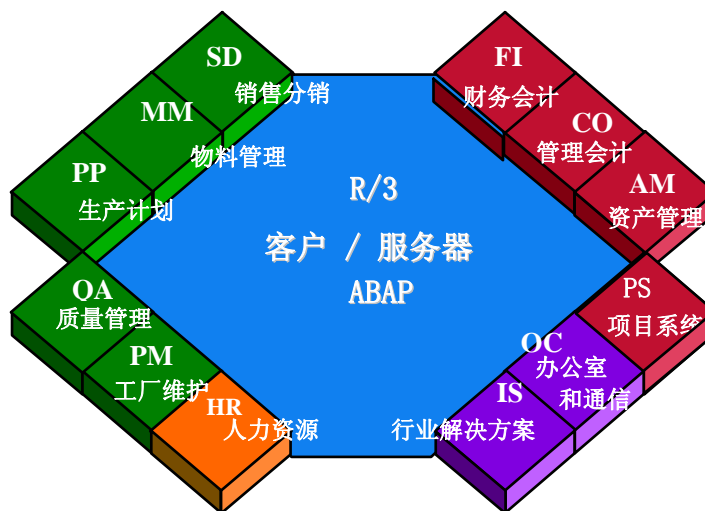 SD
销售分销
MM
物料管理
PP
生产计划
FI
财务会计
CO
管理会计
AM
资产管理
R/3
客户 / 服务器
ABAP
QA
质量管理
PM
工厂维护
HR
人力资源
PS
项目系统
OC
办公室
和通信
IS
行业解决方案